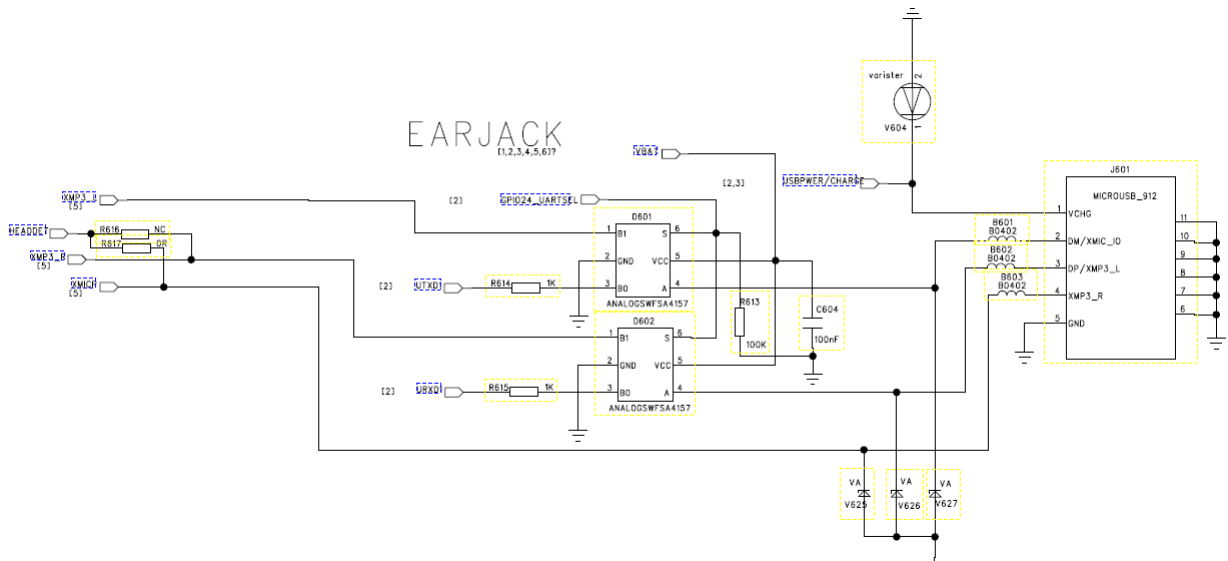 varister
2
V604
1
EARJACK
[1,2,3,4,5,6]?
VBAT
[2,3]
USBPWER/CHARGE
J601
MICROUSB_912
XMP3_L
[5]
[2]
GPIO24_UARTSEL
1
VCHG
11
HEADDET
R616
NC
R617
0R
XMP3_R
[5]
XMICR
[5]
D601
1
B1
S
6
2
GND
VCC
5
3
B0
A
4
ANALOGSWFSA4157
B601
B0402
2
DM/XMIC_IO
10
B602
B0402
3
DP/XMP3_L
9
B603
B0402
8
4
XMP3_R
7
5
GND
6
[2]
UTXD1
R614
1K
R613
100K
C604
100nF
D602
1
B1
S
6
2
GND
VCC
5
3
B0
A
4
ANALOGSWFSA4157
[2]
URXD1
R615
1K
VA
V625
VA
V626
VA
V627